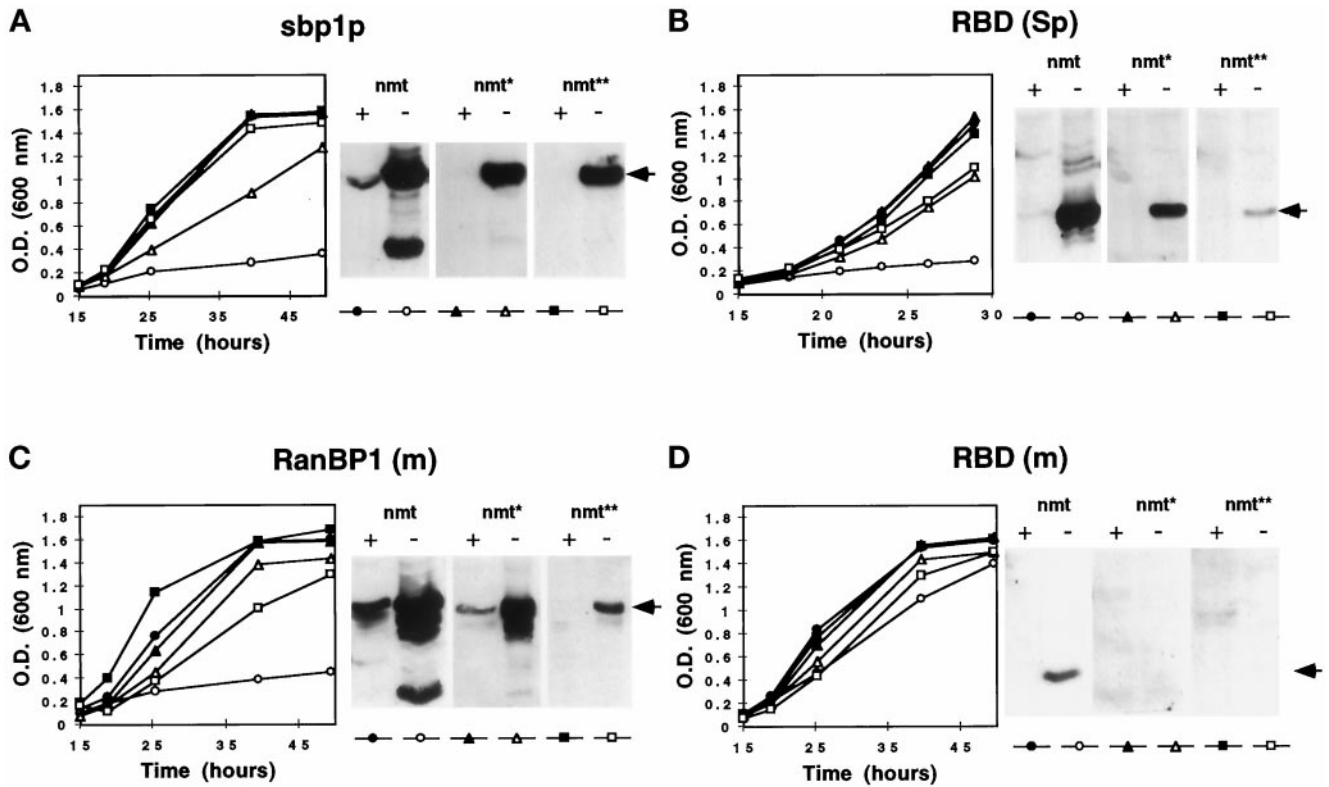 A
sbp1p
O.D. (600 nm)
1.8
1.6
1.4
1.2
1
0.8
0.6
0.4
0.2
0
15 25 35 45
Time (hours)
nmt nmt* nmt**
+ - + - + -
B
RBD (Sp)
O.D. (600 nm)
1.8
1.6
1.4
1.2
1
0.8
0.6
0.4
0.2
0
15 20 25 30
Time (hours)
nmt nmt* nmt**
+ - + - + -
C
RanBP1 (m)
O.D. (600 nm)
1.8
1.6
1.4
1.2
1
0.8
0.6
0.4
0.2
0
15 25 35 45
Time (hours)
nmt nmt* nmt**
+ - + - + -
D
RBD (m)
O.D. (600 nm)
1.8
1.6
1.4
1.2
1
0.8
0.6
0.4
0.2
0
15 25 35 45
Time (hours)
nmt nmt* nmt**
+ - + - + -